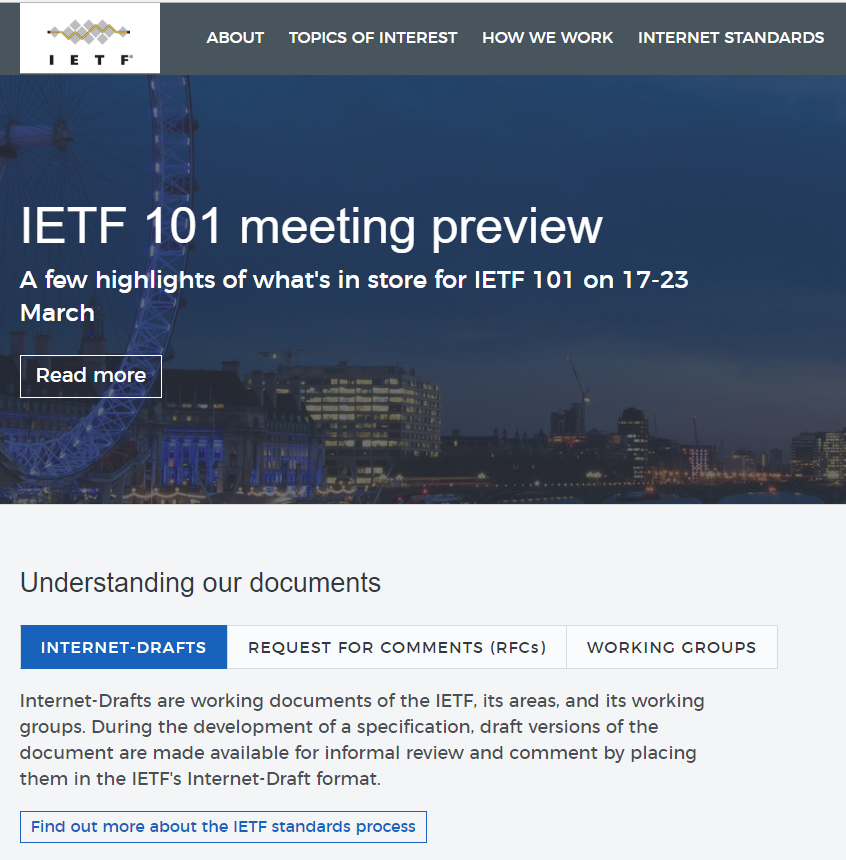 IETF®
ABOUT
TOPICS OF INTEREST
HOW WE WORK
INTERNET STANDARDS
IETF 101 meeting preview
A few highlights of what's in store for IETF 101 on 17-23
March
Read more
Understanding our documents
INTERNET-DRAFTS
REQUEST FOR COMMENTS (RFCs)
WORKING GROUPS
Internet-Drafts are working documents of the IETF, its areas, and its working
groups. During the development of a specification, draft versions of the
document are made available for informal review and comment by placing
them in the IETF's Internet-Draft format.
Find out more about the IETF standards process